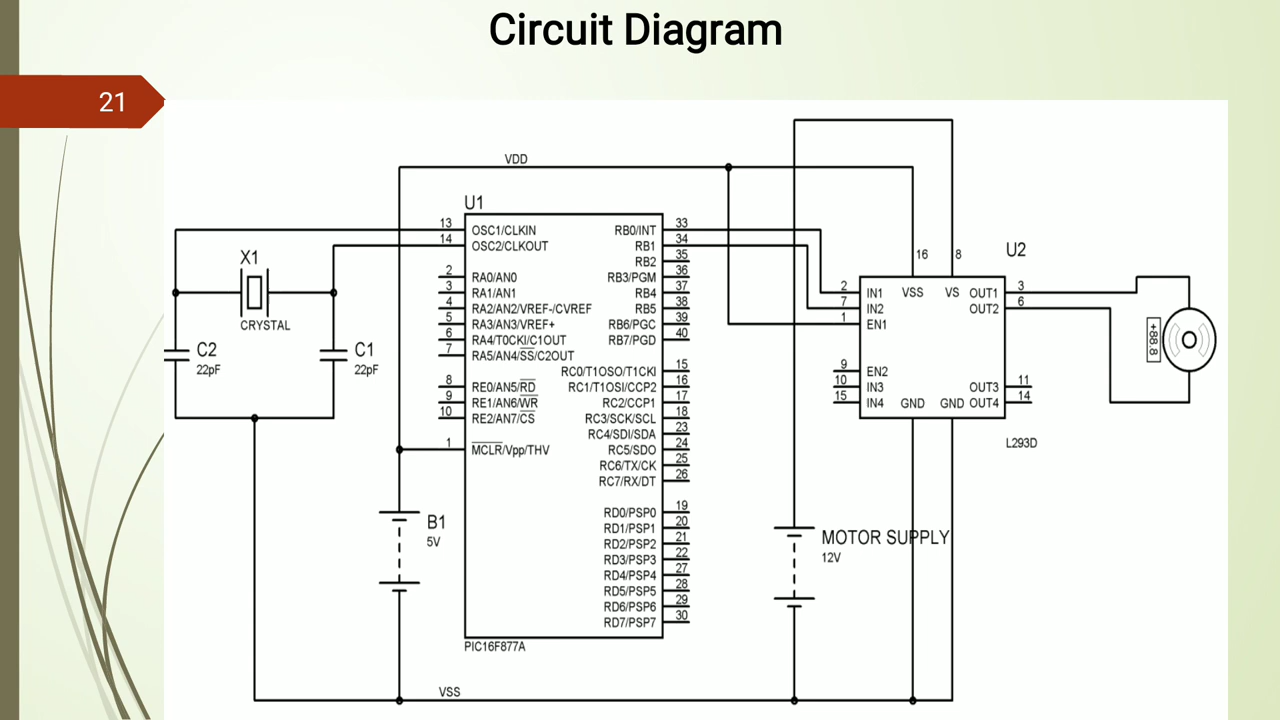 Circuit Diagram
21
VDD
U1
13 OSC1/CLKIN
14 OSC2/CLKOUT
2 RA0/AN0
3 RA1/AN1
4 RA2/AN2/VREF-/CVREF
5 RA3/AN3/VREF+
6 RA4/T0CKI/C1OUT
7 RA5/AN4/SS/C2OUT
8 RE0/AN5/RD
9 RE1/AN6/WR
10 RE2/AN7/CS
1 MCLR/Vpp/THV
RB0/INT 33
RB1 34
RB2 35
RB3/PGM 36
RB4 37
RB5 38
RB6/PGC 39
RB7/PGD 40
RC0/T1OSO/T1CKI 15
RC1/T1OSI/CCP2 16
RC2/CCP1 17
RC3/SCK/SCL 18
RC4/SDI/SDA 23
RC5/SDO 24
RC6/TX/CK 25
RC7/RX/DT 26
RD0/PSP0 19
RD1/PSP1 20
RD2/PSP2 21
RD3/PSP3 22
RD4/PSP4 27
RD5/PSP5 28
RD6/PSP6 29
RD7/PSP7 30
PIC16F877A
X1
CRYSTAL
C2
22pF
C1
22pF
B1
5V
VSS
MOTOR SUPPLY
12V
U2
16 8
2 IN1
7 IN2
1 EN1
9 EN2
10 IN3
15 IN4
VSS VS
OUT1 3
OUT2 6
OUT3 11
OUT4 14
GND GND
L293D
+88.8